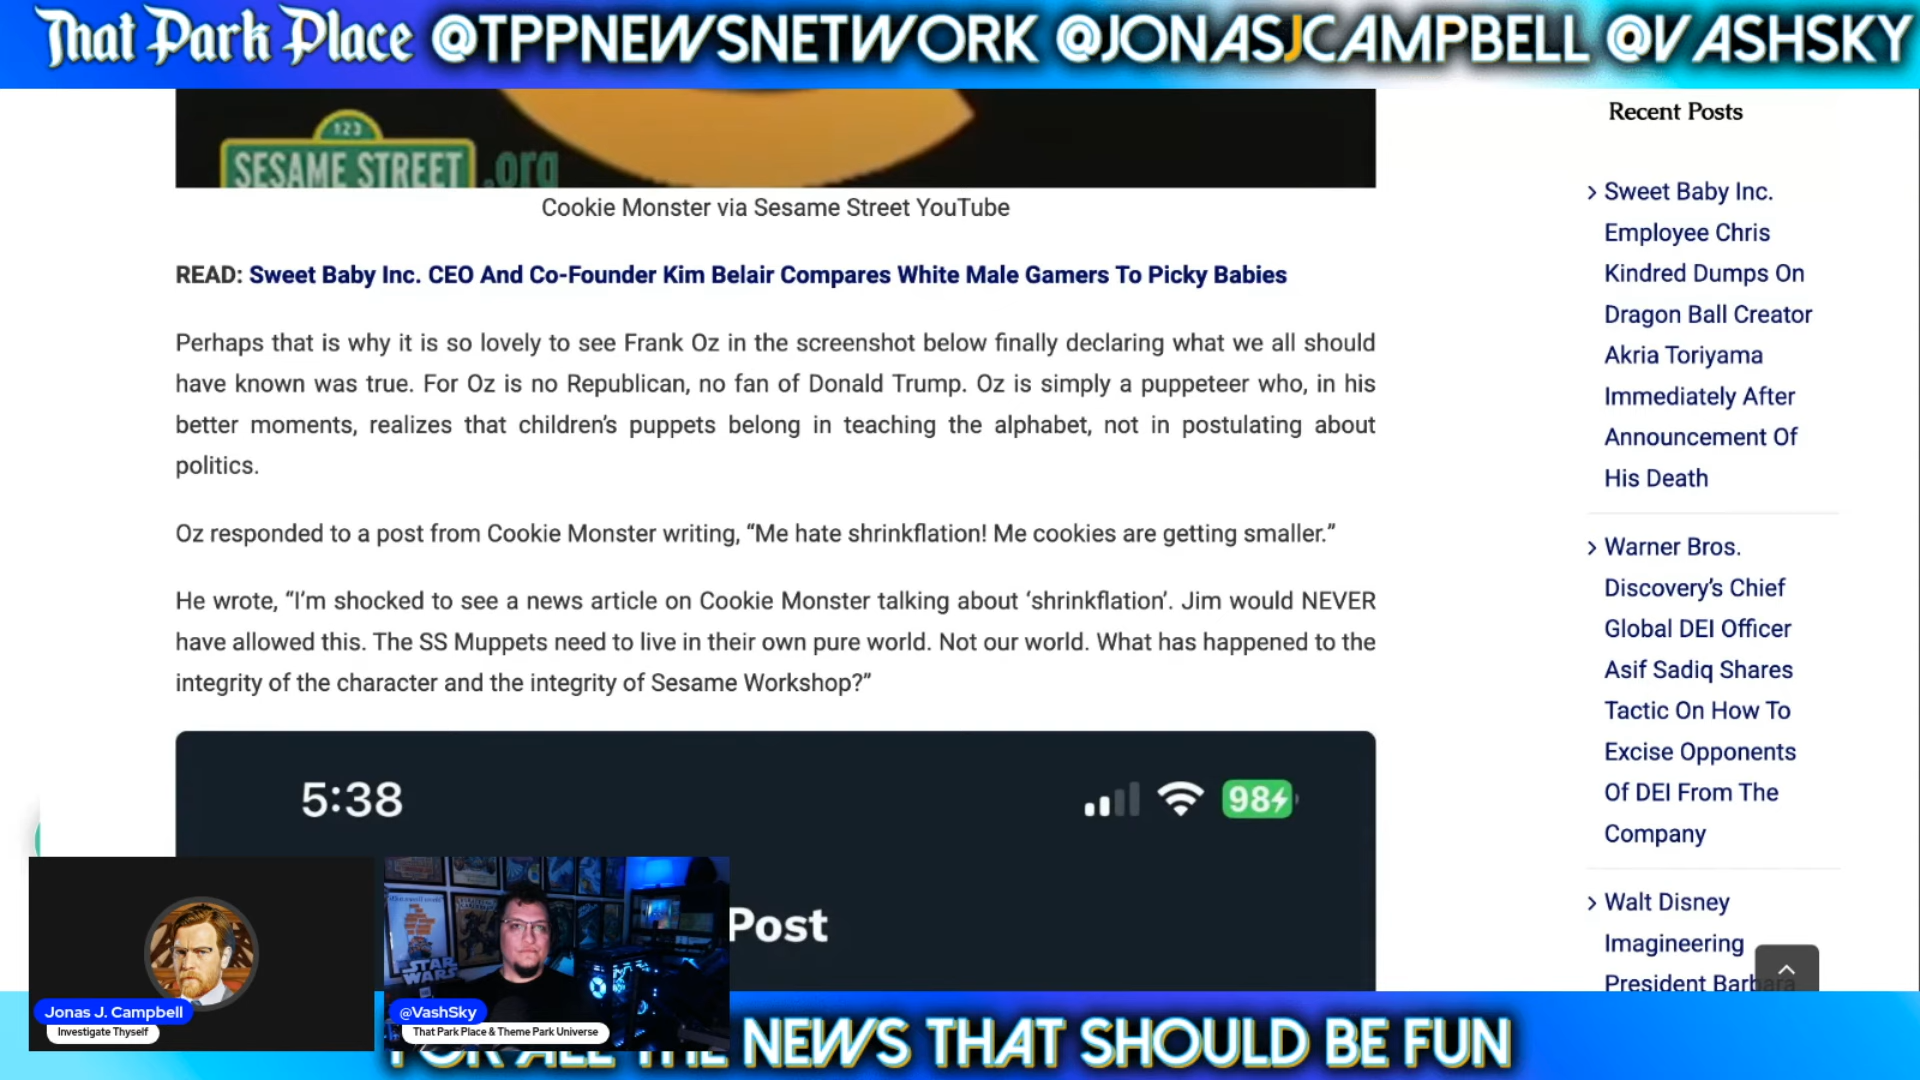 That Park Place @TPPNEWSNETWORK @JONASJCAMPBELL @VASHSKY
123
SESAME STREET .org
Cookie Monster via Sesame Street YouTube
READ: Sweet Baby Inc. CEO And Co-Founder Kim Belair Compares White Male Gamers To Picky Babies
Perhaps that is why it is so lovely to see Frank Oz in the screenshot below finally declaring what we all should
have known was true. For Oz is no Republican, no fan of Donald Trump. Oz is simply a puppeteer who, in his
better moments, realizes that children’s puppets belong in teaching the alphabet, not in postulating about
politics.
Oz responded to a post from Cookie Monster writing, “Me hate shrinkflation! Me cookies are getting smaller.”
He wrote, “I’m shocked to see a news article on Cookie Monster talking about ‘shrinkflation’. Jim would NEVER
have allowed this. The SS Muppets need to live in their own pure world. Not our world. What has happened to the
integrity of the character and the integrity of Sesame Workshop?”
5:38
98
Post
Recent Posts
Sweet Baby Inc.
Employee Chris
Kindred Dumps On
Dragon Ball Creator
Akria Toriyama
Immediately After
Announcement Of
His Death
Warner Bros.
Discovery’s Chief
Global DEI Officer
Asif Sadiq Shares
Tactic On How To
Excise Opponents
Of DEI From The
Company
Walt Disney
Imagineering
President Barbara
STAR
WARS
Jonas J. Campbell
Investigate Thyself
@VashSky
That Park Place & Theme Park Universe
FOR ALL THE NEWS THAT SHOULD BE FUN